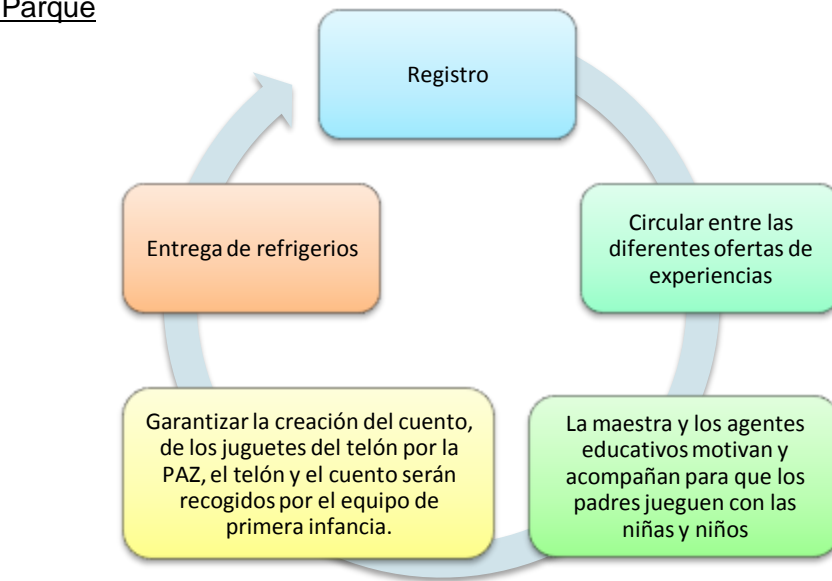 Parque
Registro
Circular entre las
diferentes ofertas de
experiencias
La maestra y los agentes
educativos motivan y
acompañan para que los
padres jueguen con las
niñas y niños
Garantizar la creación del cuento,
de los juguetes del telón por la
PAZ, el telón y el cuento serán
recogidos por el equipo de
primera infancia.
Entrega de refrigerios